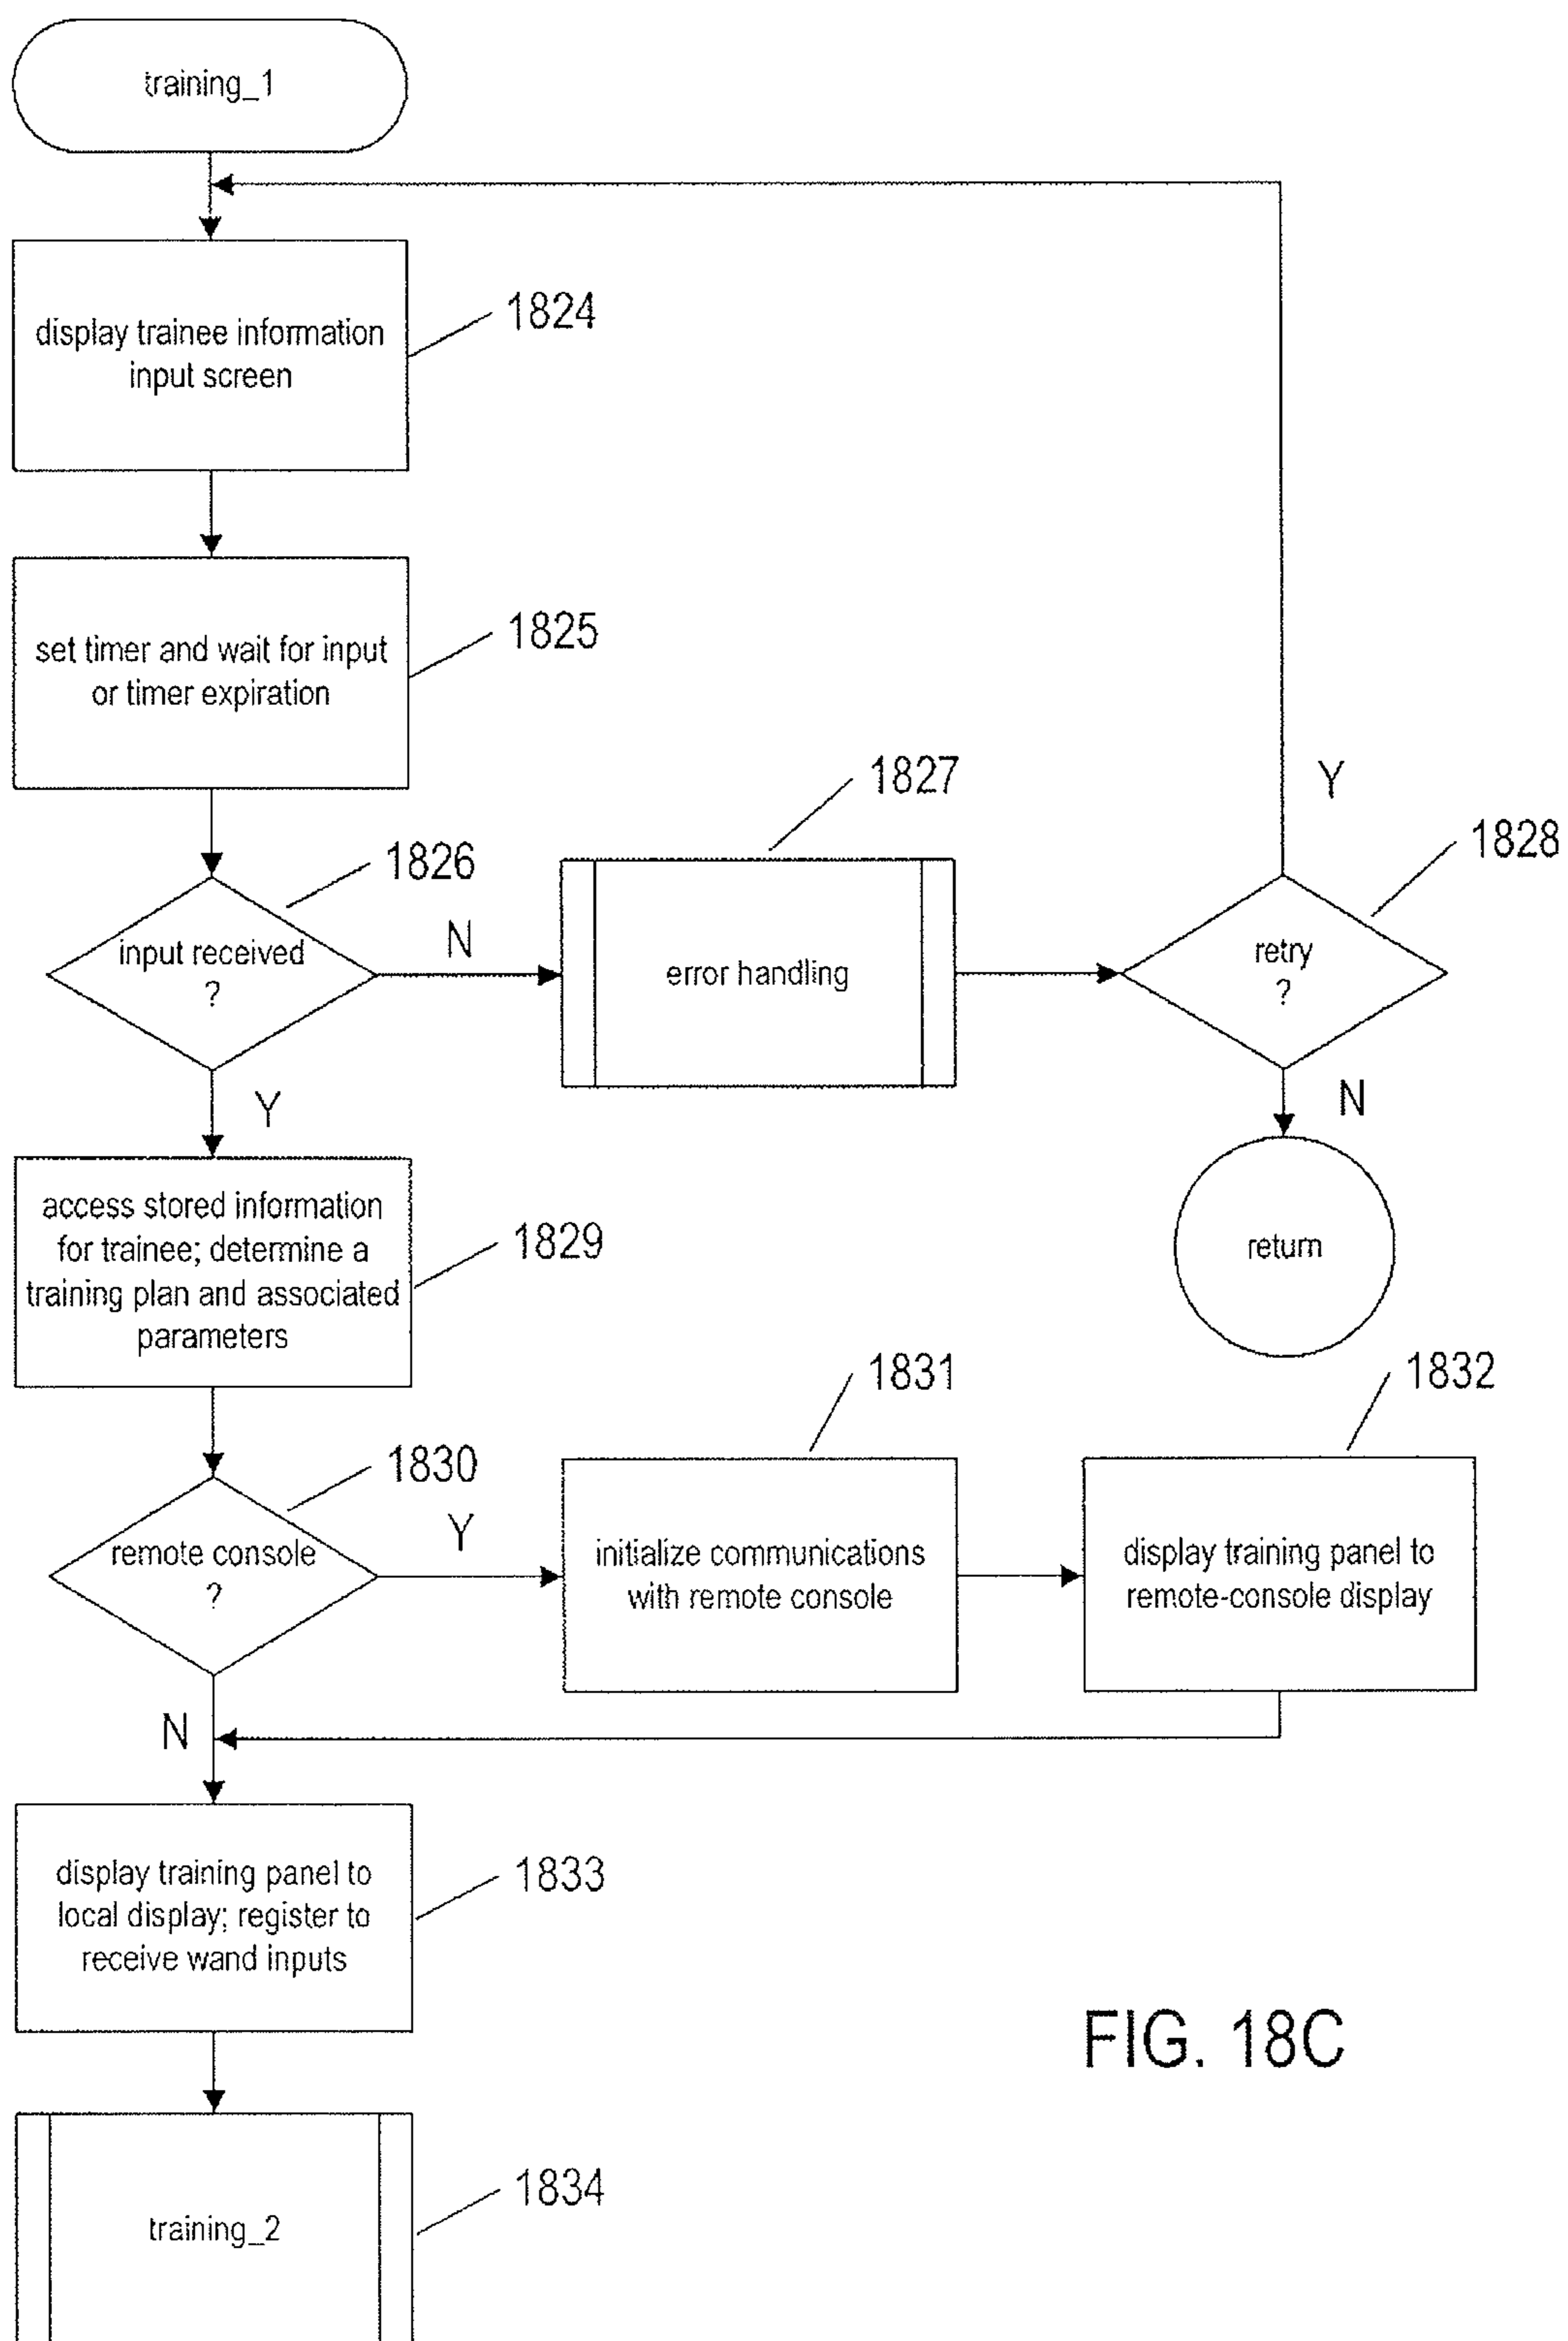 training_1
display trainee information
input screen
1824
set timer and wait for input
or timer expiration
1825
1826
input received
?
N
Y
1827
error handling
Y
1828
retry
?
N
return
access stored information
for trainee; determine a
training plan and associated
parameters
1829
1830
remote console
?
Y
N
1831
initialize communications
with remote console
1832
display training panel to
remote-console display
display training panel to
local display; register to
receive wand inputs
1833
training_2
1834
FIG. 18C